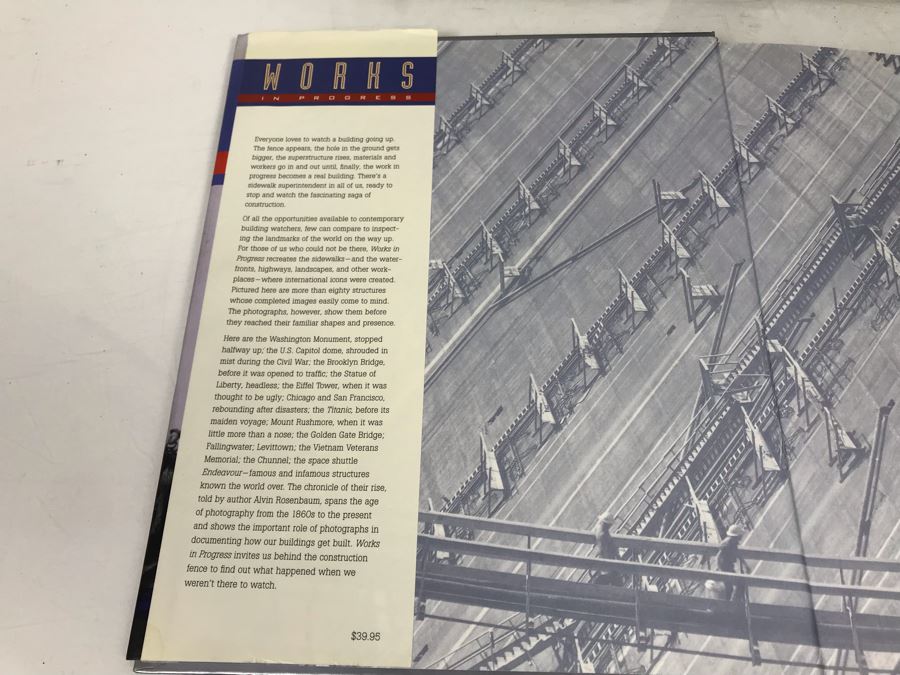 WORKS
IN PROGRESS
Everyone loves to watch a building going up.
The fence appears, the hole in the ground gets
bigger, the superstructure rises, materials and
workers go in and out until, finally, the work in
progress becomes a real building. There's a
sidewalk superintendent in all of us, ready to
stop and watch the fascinating saga of
construction.
Of all the opportunities available to contemporary
building watchers, few can compare to inspect-
ing the landmarks of the world on the way up.
For those of us who could not be there, Works in
Progress recreates the sidewalks—and the water-
fronts, highways, landscapes, and other work-
places—where international icons were created.
Pictured here are more than eighty structures
whose completed images easily come to mind.
The photographs, however, show them before
they reached their familiar shapes and presence.
Here are the Washington Monument, stopped
halfway up; the U.S. Capitol dome, shrouded in
mist during the Civil War; the Brooklyn Bridge,
before it was opened to traffic; the Statue of
Liberty, headless; the Eiffel Tower, when it was
thought to be ugly; Chicago and San Francisco,
rebounding after disasters; the Titanic, before its
maiden voyage; Mount Rushmore, when it was
little more than a nose; the Golden Gate Bridge;
Fallingwater; Levittown; the Vietnam Veterans
Memorial; the Chunnel; the space shuttle
Endeavour—famous and infamous structures
known the world over. The chronicle of their rise,
told by author Alvin Rosenbaum, spans the age
of photography from the 1860s to the present
and shows the important role of photographs in
documenting how our buildings get built. Works
in Progress invites us behind the construction
fence to find out what happened when we
weren't there to watch.
$39.95